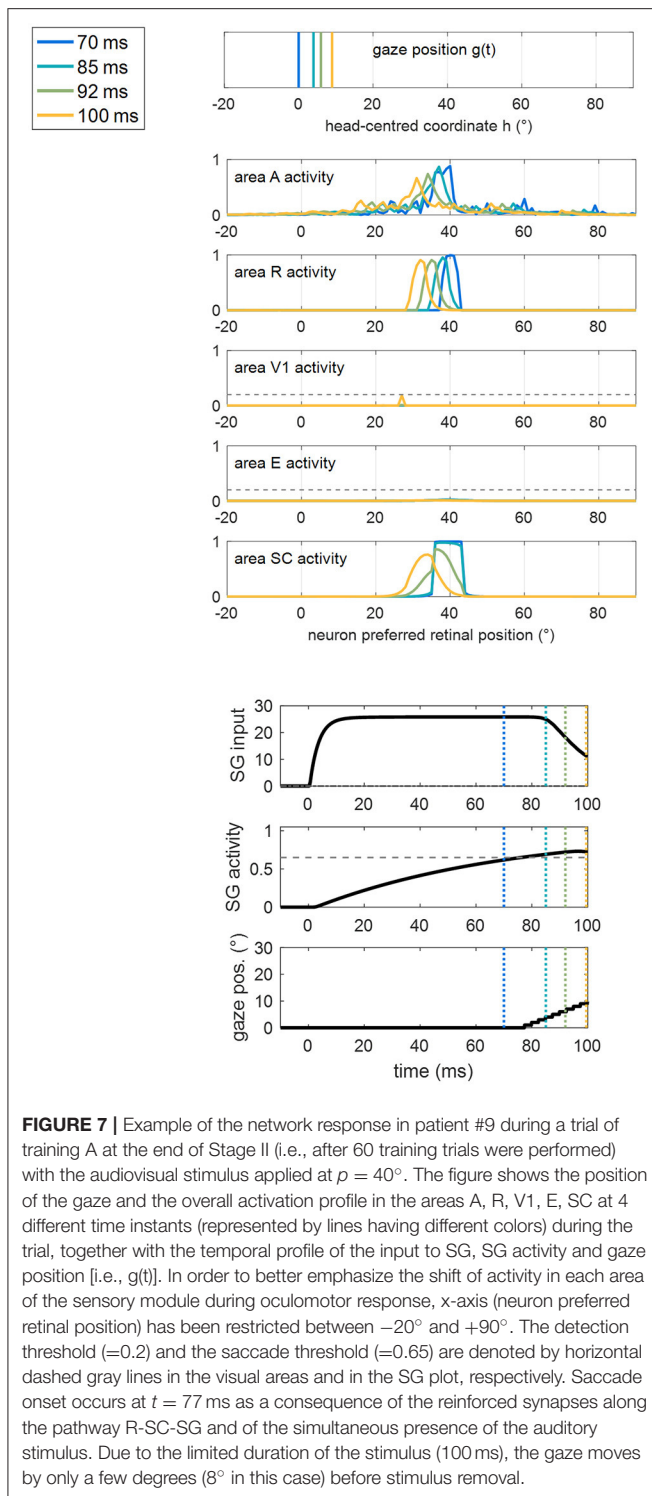 70 ms
85 ms
92 ms
100 ms
gaze position g(t)
-20 0 20 40 60 80
head-centred coordinate h (°)
1
area A activity
0
-20 0 20 40 60 80
1
area R activity
0
-20 0 20 40 60 80
1
area V1 activity
0
-20 0 20 40 60 80
1
area E activity
0
-20 0 20 40 60 80
1
area SC activity
0
-20 0 20 40 60 80
neuron preferred retinal position (°)
30
20
10
0
SG input
0 20 40 60 80 100
1
0.5
0
SG activity
0 20 40 60 80 100
30
20
10
0
gaze pos. (°)
0 20 40 60 80 100
time (ms)
FIGURE 7 | Example of the network response in patient #9 during a trial of
training A at the end of Stage II (i.e., after 60 training trials were performed)
with the audiovisual stimulus applied at p = 40°. The figure shows the position
of the gaze and the overall activation profile in the areas A, R, V1, E, SC at 4
different time instants (represented by lines having different colors) during the
trial, together with the temporal profile of the input to SG, SG activity and gaze
position [i.e., g(t)]. In order to better emphasize the shift of activity in each area
of the sensory module during oculomotor response, x-axis (neuron preferred
retinal position) has been restricted between −20° and +90°. The detection
threshold (=0.2) and the saccade threshold (=0.65) are denoted by horizontal
dashed gray lines in the visual areas and in the SG plot, respectively. Saccade
onset occurs at t = 77 ms as a consequence of the reinforced synapses along
the pathway R-SC-SG and of the simultaneous presence of the auditory
stimulus. Due to the limited duration of the stimulus (100 ms), the gaze moves
by only a few degrees (8° in this case) before stimulus removal.